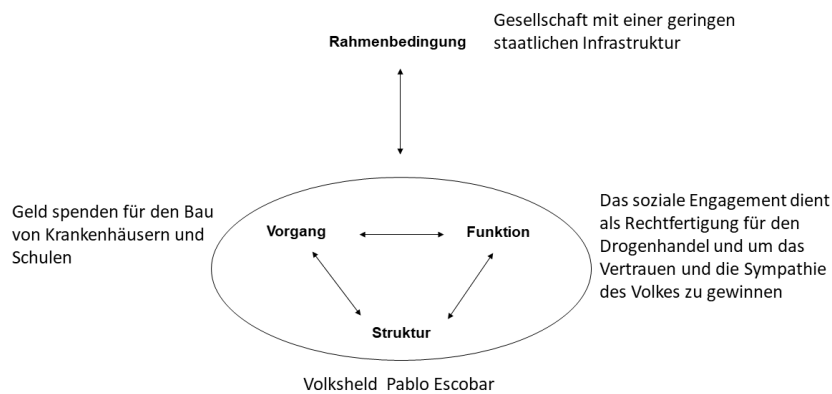 Rahmenbedingung
Gesellschaft mit einer geringen
staatlichen Infrastruktur
Geld spenden für den Bau
von Krankenhäusern und
Schulen
Vorgang
Funktion
Struktur
Das soziale Engagement dient
als Rechtfertigung für den
Drogenhandel und um das
Vertrauen und die Sympathie
des Volkes zu gewinnen
Volksheld Pablo Escobar